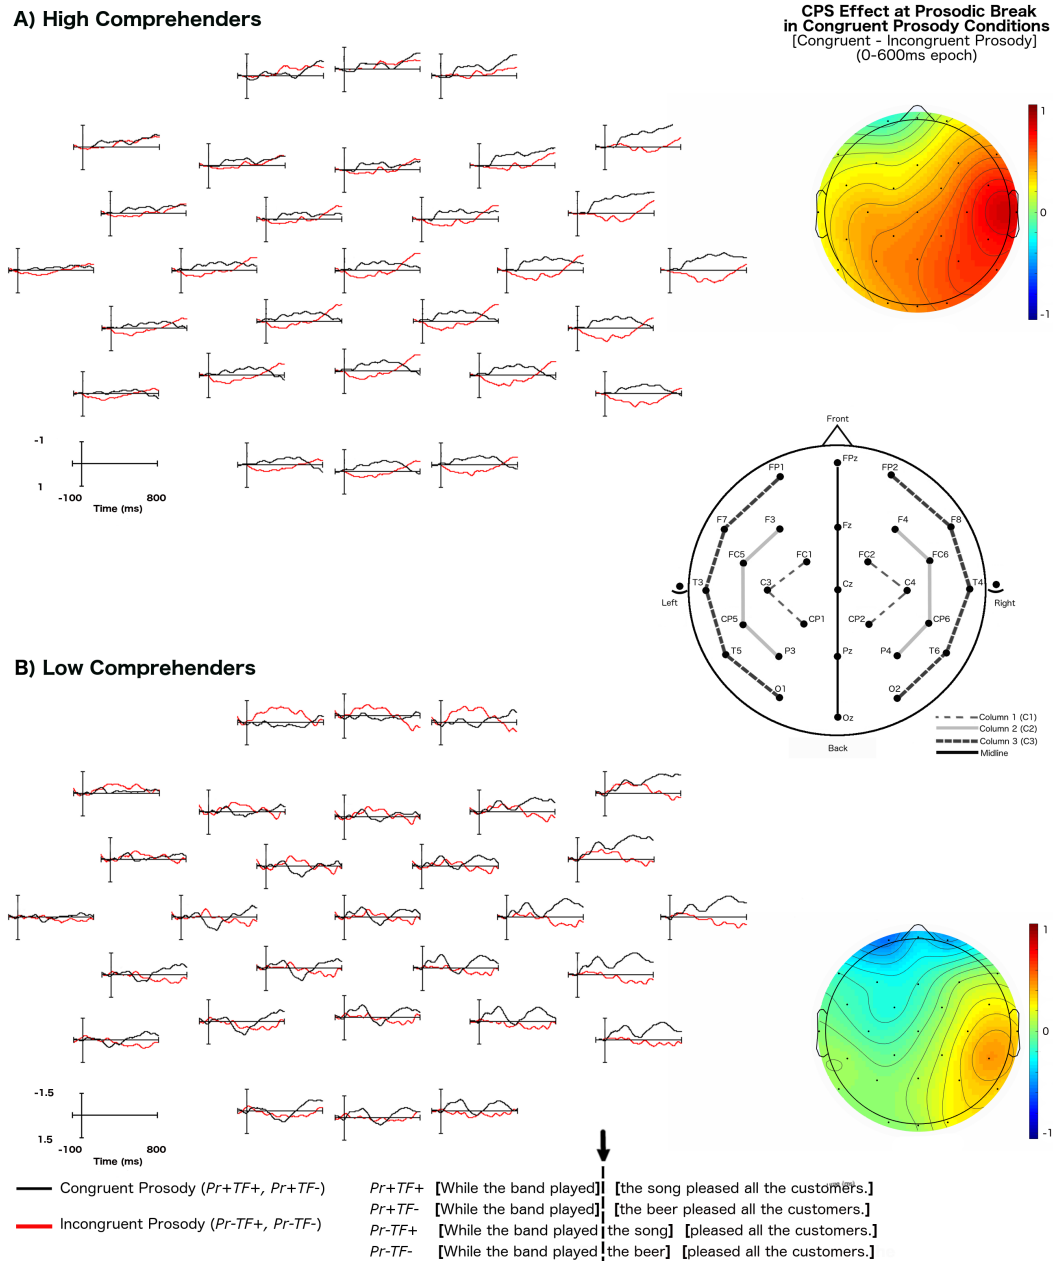 A) High Comprehenders
CPS Effect at Prosodic Break
in Congruent Prosody Conditions
[Congruent - Incongruent Prosody]
(0-600ms epoch)
1
0
-1
-1
1
-100
800
Time (ms)
Front
FPz
FP1
FP2
F7
F3
Fz
F4
F8
FC5
FC1
FC2
FC6
T3
C3
Cz
C4
T4
Left
Right
CP5
CP1
CP2
CP6
T5
P3
Pz
P4
T6
O1
O2
Oz
Back
Column 1 (C1)
Column 2 (C2)
Column 3 (C3)
Midline
B) Low Comprehenders
1
0
-1
-1.5
1.5
-100
800
Time (ms)
Congruent Prosody (Pr+TF+, Pr+TF-)
Incongruent Prosody (Pr-TF+, Pr-TF-)
Pr+TF+ [While the band played] [the song pleased all the customers.]
Pr+TF- [While the band played] [the beer pleased all the customers.]
Pr-TF+ [While the band played the song] [pleased all the customers.]
Pr-TF- [While the band played the beer] [pleased all the customers.]